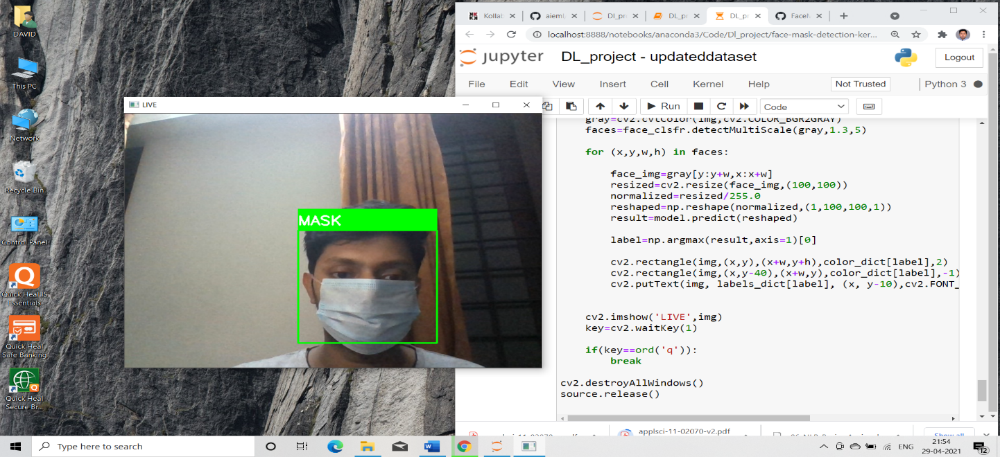 DAVID
This PC
Network
Recycle Bin
Control Panel
Quick Heal IS
Essentials
Quick Heal
Safe Banking
Quick Heal
Secure Br...
LIVE
MASK
Kollab
aiemL
DL_pr
DL_pr
FaceM
localhost:8888/notebooks/anaconda3/Code/Dl_project/face-mask-detection-ker...
jupyter
DL_project - updateddataset
Logout
File Edit View Insert Cell Kernel Help
Not Trusted
Python 3
Run
Code
gray=cv2.cvtColor(img,cv2.COLOR_BGR2GRAY)
faces=face_clsfr.detectMultiScale(gray,1.3,5)
for (x,y,w,h) in faces:
face_img=gray[y:y+w,x:x+w]
resized=cv2.resize(face_img,(100,100))
normalized=resized/255.0
reshaped=np.reshape(normalized,(1,100,100,1))
result=model.predict(reshaped)
label=np.argmax(result,axis=1)[0]
cv2.rectangle(img,(x,y),(x+w,y+h),color_dict[label],2)
cv2.rectangle(img,(x,y-40),(x+w,y),color_dict[label],-1)
cv2.putText(img, labels_dict[label], (x, y-10),cv2.FONT_
cv2.imshow('LIVE',img)
key=cv2.waitKey(1)
if(key==ord('q')):
break
cv2.destroyAllWindows()
source.release()
applsci-11-02070-v2.pdf
Show all
Type here to search
ENG
21:54
29-04-2021
12